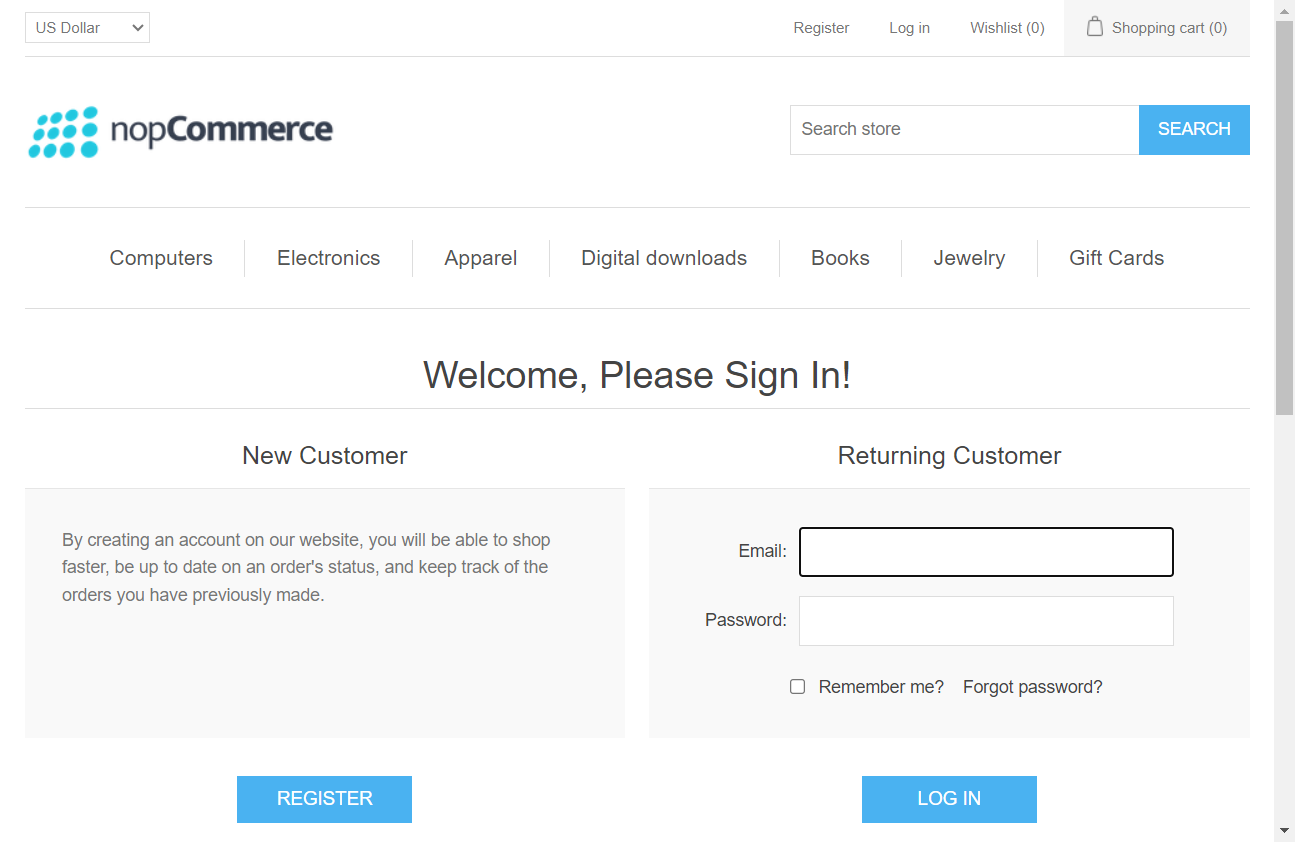 US Dollar Register Log in Wishlist (0) Shopping cart (0)
nopCommerce Search store SEARCH
Computers Electronics Apparel Digital downloads Books Jewelry Gift Cards
Welcome, Please Sign In!
New Customer
By creating an account on our website, you will be able to shop
faster, be up to date on an order's status, and keep track of the
orders you have previously made.
REGISTER
Returning Customer
Email:
Password:
Remember me? Forgot password?
LOG IN